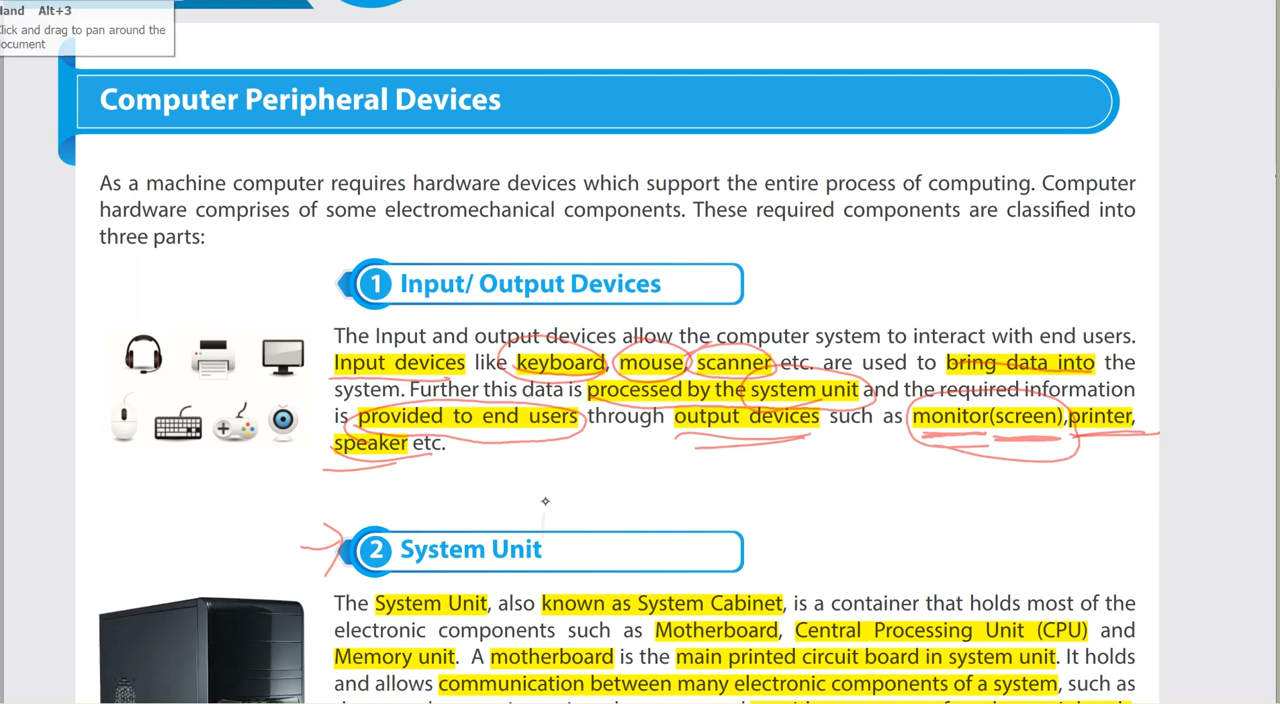 Hand Alt+3
Click and drag to pan around the
document
Computer Peripheral Devices
As a machine computer requires hardware devices which support the entire process of computing. Computer
hardware comprises of some electromechanical components. These required components are classified into
three parts:
1 Input/ Output Devices
The Input and output devices allow the computer system to interact with end users.
Input devices like keyboard, mouse, scanner etc. are used to bring data into the
system. Further this data is processed by the system unit and the required information
is provided to end users through output devices such as monitor(screen),printer,
speaker etc.
2 System Unit
The System Unit, also known as System Cabinet, is a container that holds most of the
electronic components such as Motherboard, Central Processing Unit (CPU) and
Memory unit. A motherboard is the main printed circuit board in system unit. It holds
and allows communication between many electronic components of a system, such as